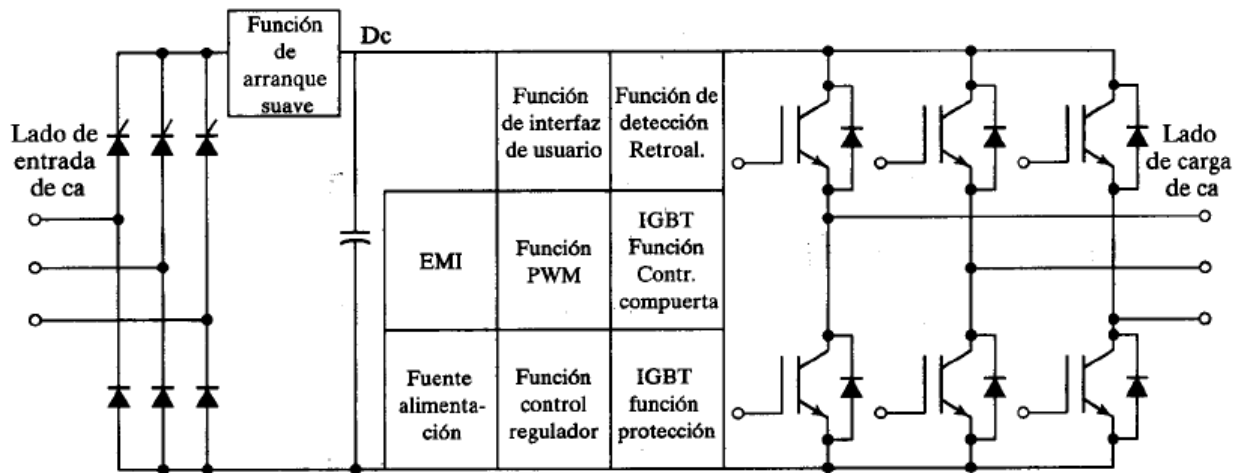 Función
de
arranque
suave
Dc
Lado de
entrada
de ca
Función
de interfaz
de usuario
Función de
detección
Retroal.
Lado
de carga
de ca
EMI
Función
PWM
IGBT
Función
Contr.
compuerta
Fuente
alimenta-
ción
Función
control
regulador
IGBT
función
protección